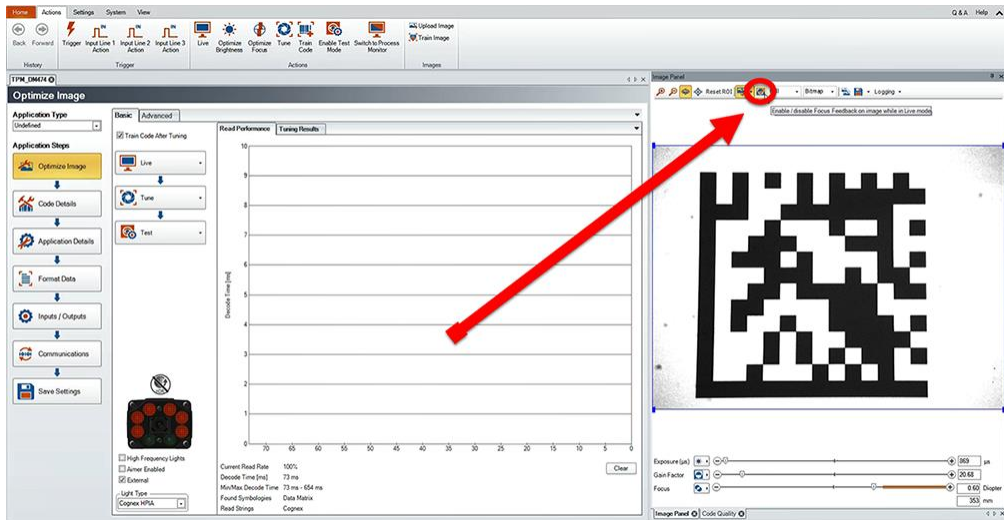 Home Actions Settings System View Q & A Help
Back Forward Trigger Input Line 1 Action Input Line 2 Action Input Line 3 Action Live Optimize Brightness Optimize Focus Tune Train Code Enable Test Mode Switch to Process Monitor Upload Image Train Image
History Trigger Actions Images
TPM_DM474
Optimize Image
Application Type
Undefined
Application Steps
Optimize Image
Code Details
Application Details
Format Data
Inputs / Outputs
Communications
Save Settings
Basic Advanced
Train Code After Tuning
Live
Tune
Test
High Frequency Lights
Aimer Enabled
External
Light Type
Cognex HPIA
Read Performance Tuning Results
Decode Time [ms]
10
9
8
7
6
5
4
3
2
1
0
70 65 60 55 50 45 40 35 30 25 20 15 10 5 0
Current Read Rate 100%
Decode Time [ms] 73 ms
Min/Max Decode Time 73 ms - 654 ms
Found Symbologies Data Matrix
Read Strings Cognex
Clear
Image Panel
Reset ROI Bitmap Logging
Enable / disable Focus Feedback on image while in Live mode.
Exposure (µs) 869 µs
Gain Factor 20.68
Focus 0.60 Diopter
353 mm
Image Panel Code Quality